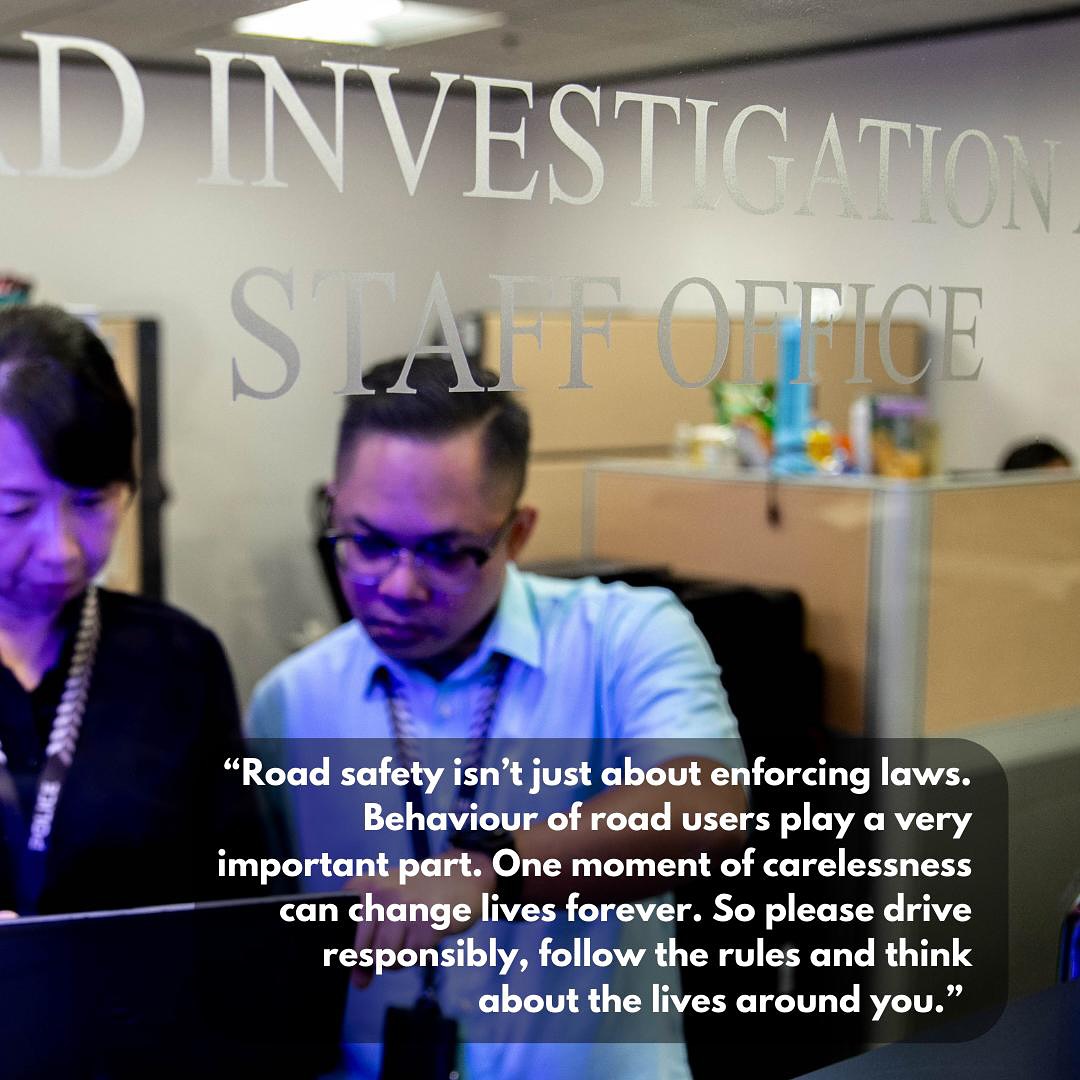 AD INVESTIGATION
STAFF OFFICE
POLICE
“Road safety isn’t just about enforcing laws.
Behaviour of road users play a very
important part. One moment of carelessness
can change lives forever. So please drive
responsibly, follow the rules and think
about the lives around you.”